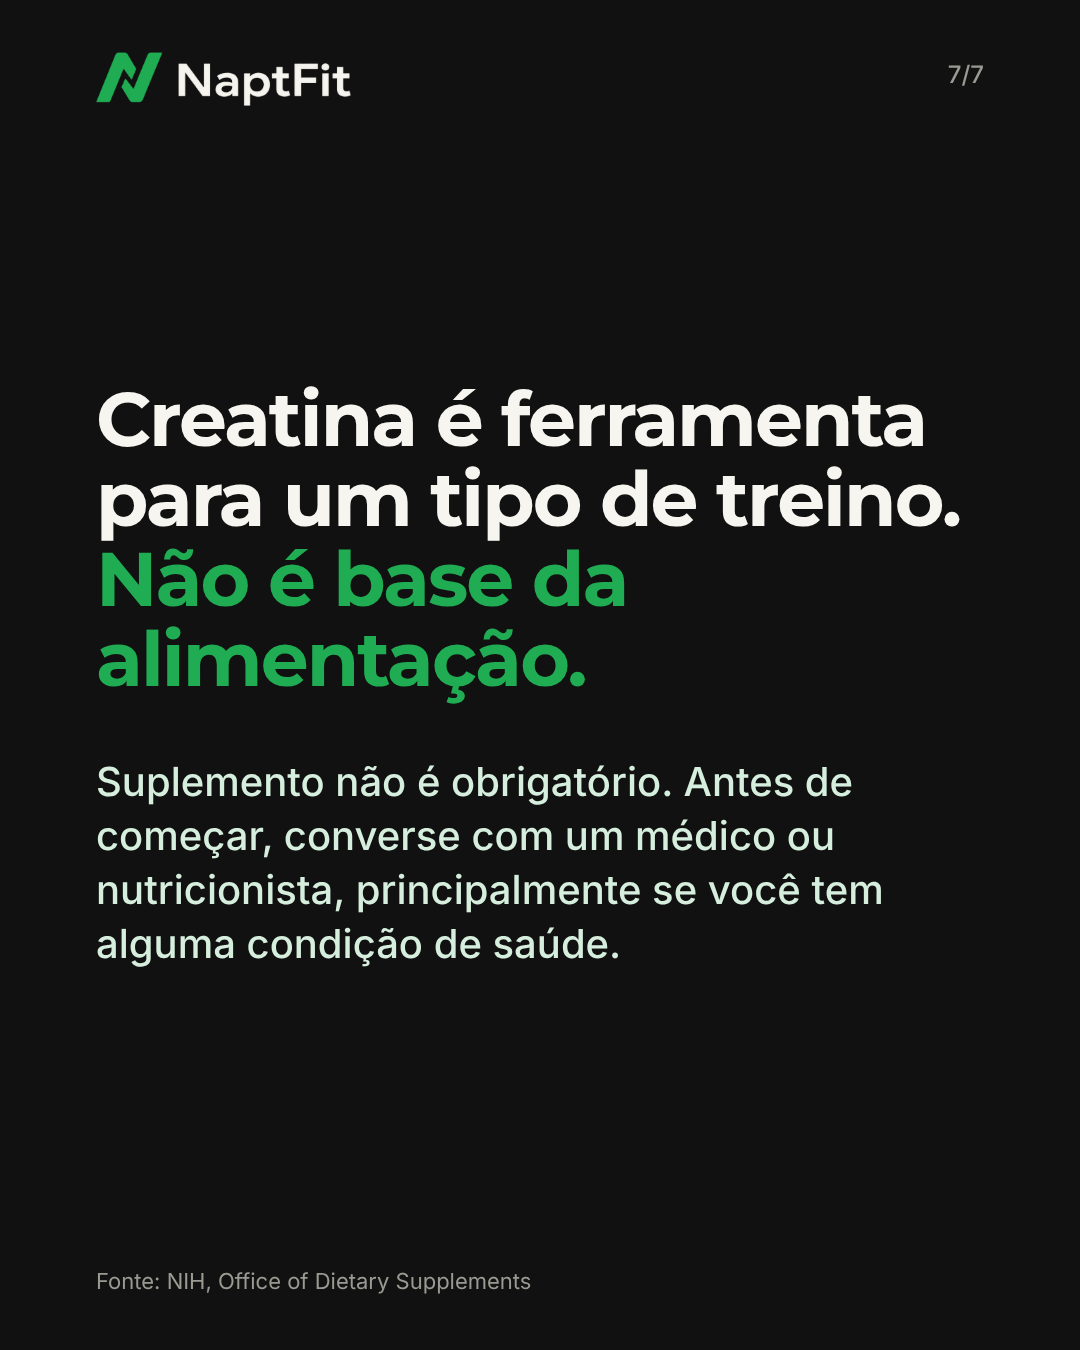 NaptFit
7/7
Creatina é ferramenta
para um tipo de treino.
Não é base da
alimentação.
Suplemento não é obrigatório. Antes de
começar, converse com um médico ou
nutricionista, principalmente se você tem
alguma condição de saúde.
Fonte: NIH, Office of Dietary Supplements